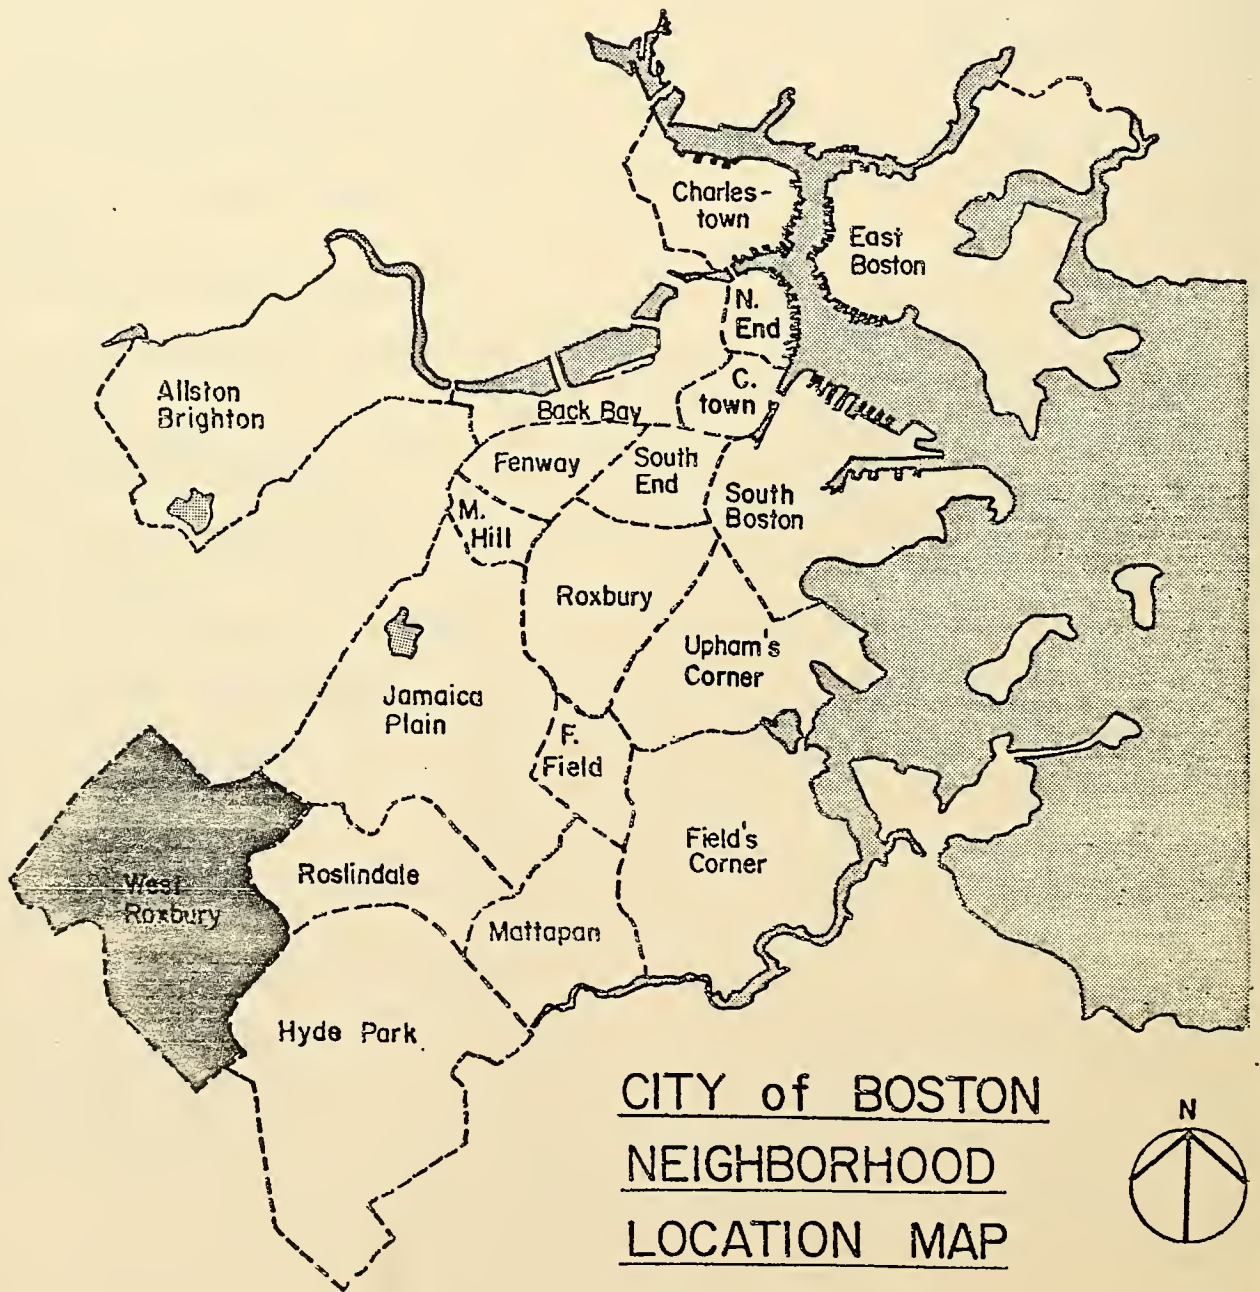 Charles-
town
East
Boston
N.
End
Allston
Brighton
C.
town
Back Bay
Fenway
South
End
South
Boston
M.
Hill
Roxbury
Upham's
Corner
Jamaica
Plain
F.
Field
Field's
Corner
West
Roxbury
Roslindale
Mattapan
Hyde Park
CITY of BOSTON
NEIGHBORHOOD
LOCATION MAP
N